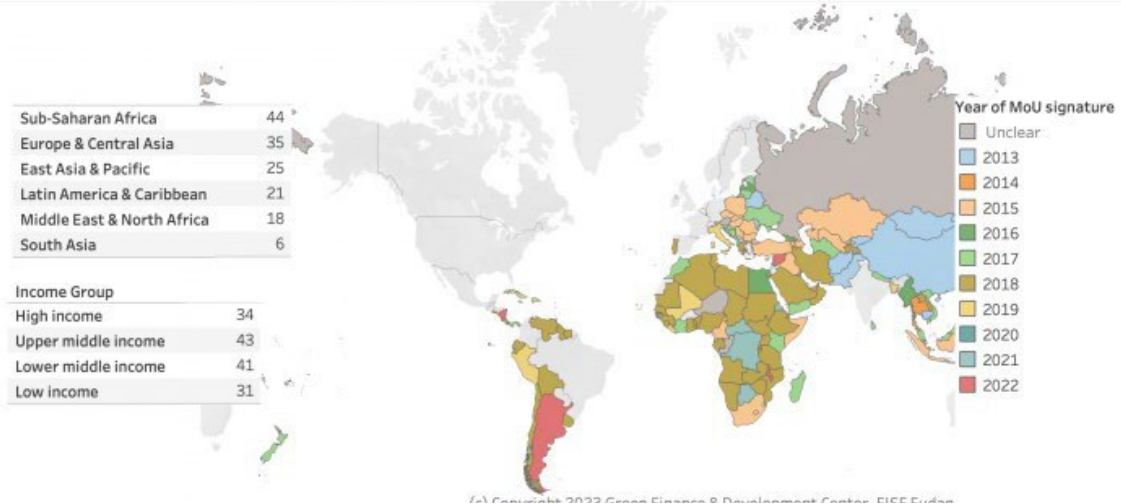 Sub-Saharan Africa 44
Europe & Central Asia 35
East Asia & Pacific 25
Latin America & Caribbean 21
Middle East & North Africa 18
South Asia 6
Income Group
High income 34
Upper middle income 43
Lower middle income 41
Low income 31
Year of MoU signature
Unclear
2013
2014
2015
2016
2017
2018
2019
2020
2021
2022
(c) Copyright 2023 Green Finance & Development Center, FISF Fudan